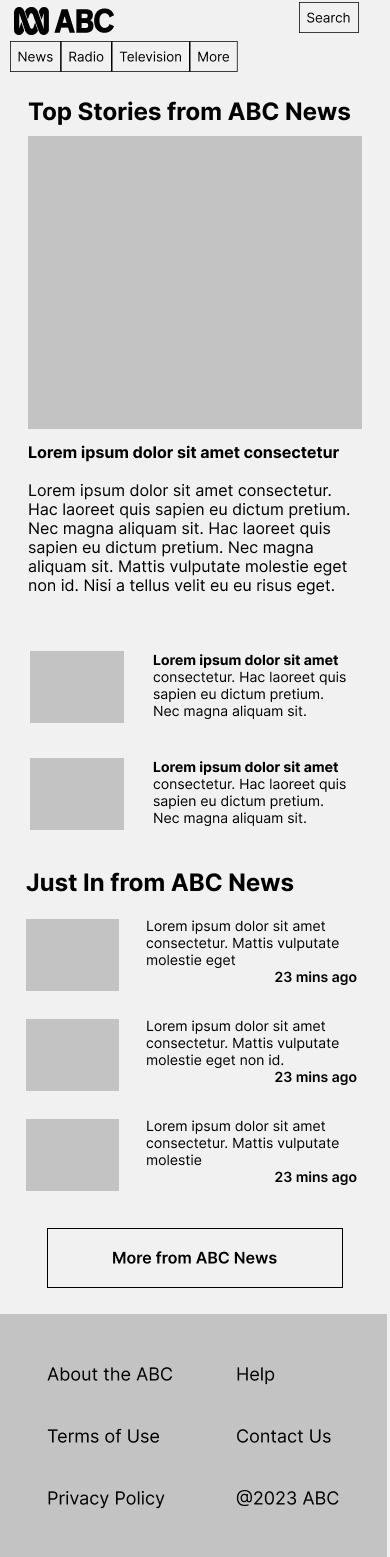 ABC
Search
News
Radio
Television
More
Top Stories from ABC News
Lorem ipsum dolor sit amet consectetur
Lorem ipsum dolor sit amet consectetur.
Hac laoreet quis sapien eu dictum pretium.
Nec magna aliquam sit. Hac laoreet quis
sapien eu dictum pretium. Nec magna
aliquam sit. Mattis vulputate molestie eget
non id. Nisi a tellus velit eu eu risus eget.
Lorem ipsum dolor sit amet
consectetur. Hac laoreet quis
sapien eu dictum pretium.
Nec magna aliquam sit.
Lorem ipsum dolor sit amet
consectetur. Hac laoreet quis
sapien eu dictum pretium.
Nec magna aliquam sit.
Just In from ABC News
Lorem ipsum dolor sit amet
consectetur. Mattis vulputate
molestie eget
23 mins ago
Lorem ipsum dolor sit amet
consectetur. Mattis vulputate
molestie eget non id.
23 mins ago
Lorem ipsum dolor sit amet
consectetur. Mattis vulputate
molestie
23 mins ago
More from ABC News
About the ABC
Help
Terms of Use
Contact Us
Privacy Policy
@2023 ABC